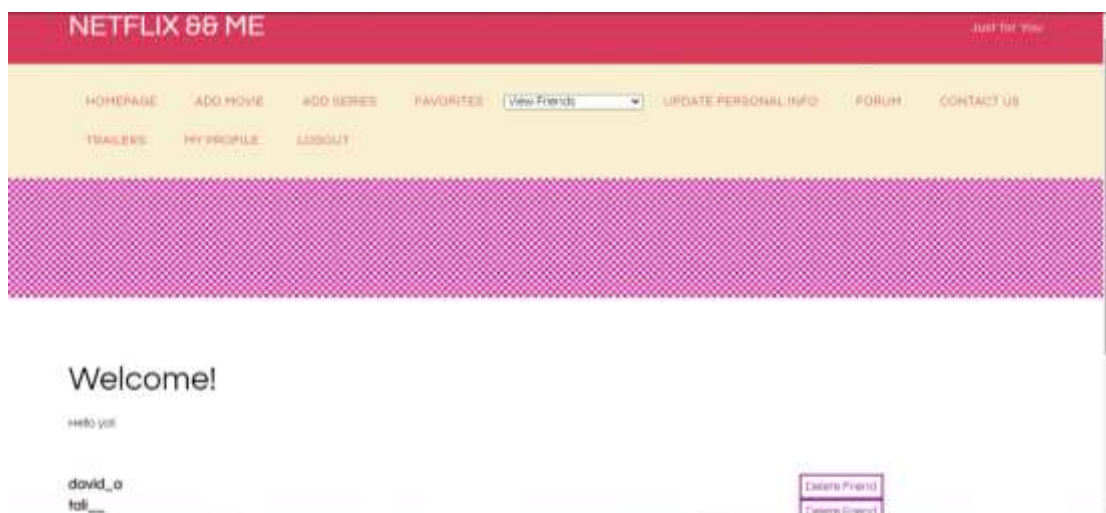 NETFLIX && ME
Just for You
HOMEPAGE ADD MOVIE ADD SERIES FAVORITES View Friends UPDATE PERSONAL INFO FORUM CONTACT US
TRAILERS MY PROFILE LOGOUT
Welcome!
Hello
david_a
tali__
Delete Friend
Delete Friend